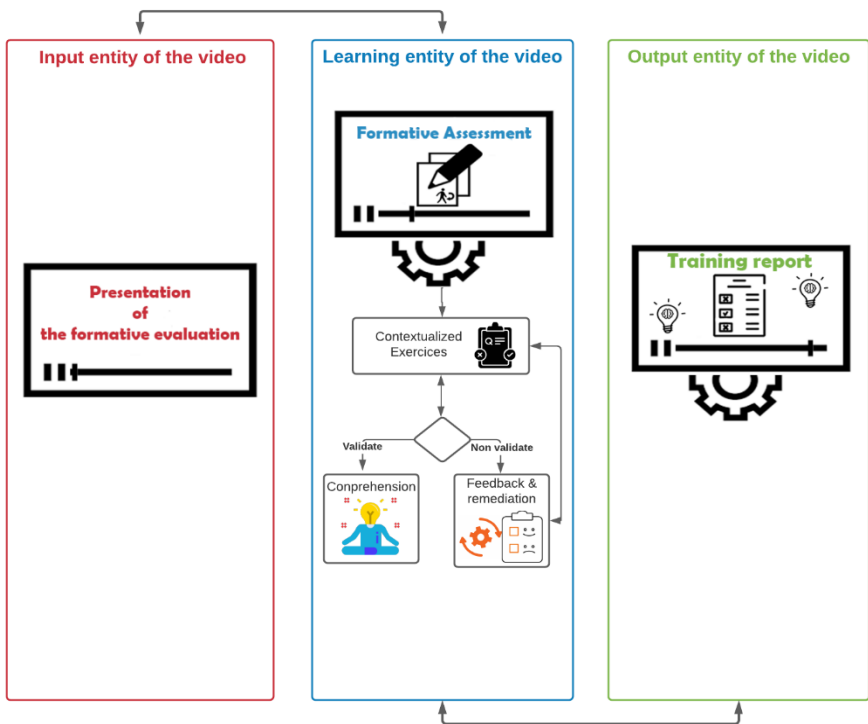 Input entity of the video
Presentation
of
the formative evaluation
Learning entity of the video
Formative Assessment
Contextualized
Exercices
Validate
Non validate
Conprehension
Feedback &
remediation
Output entity of the video
Training report